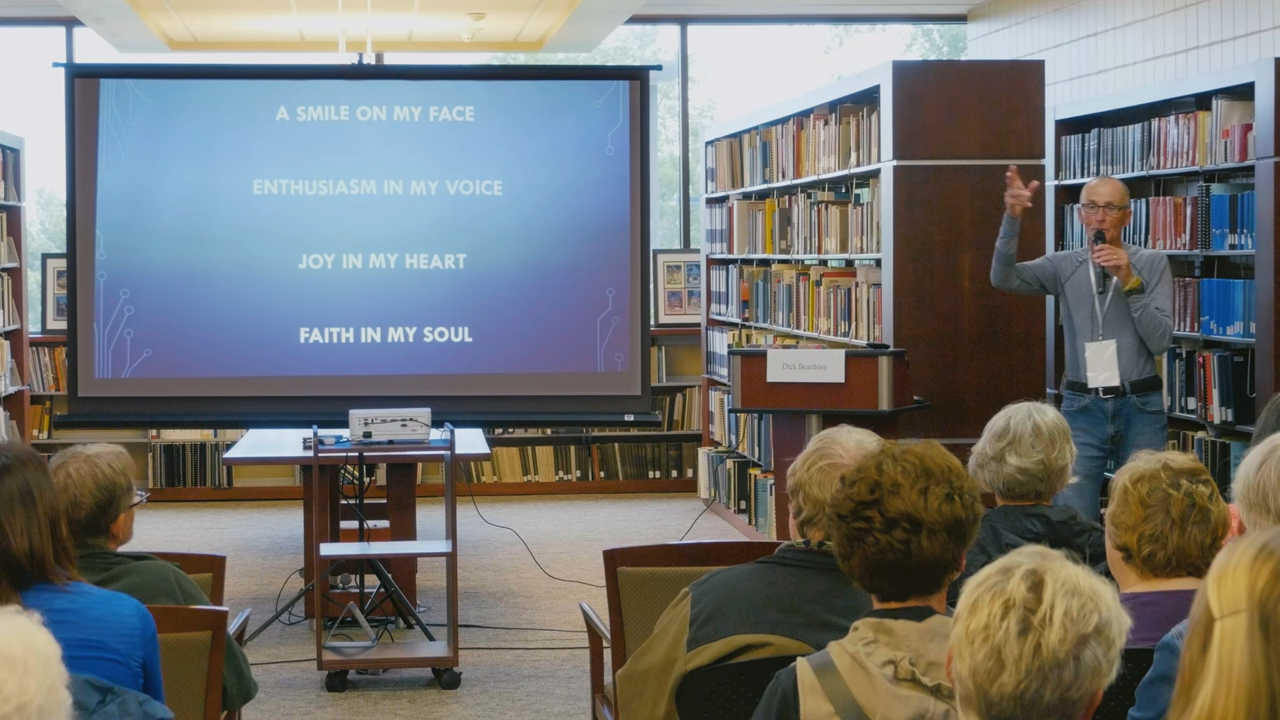 A SMILE ON MY FACE
ENTHUSIASM IN MY VOICE
JOY IN MY HEART
FAITH IN MY SOUL
Dick Beardsley